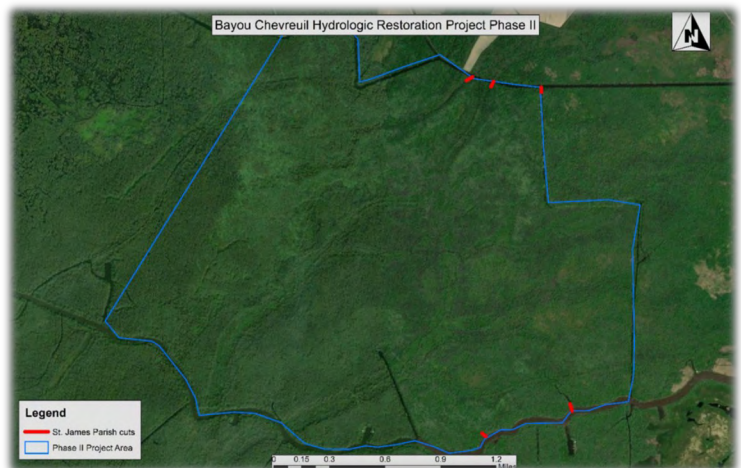 Bayou Chevreuil Hydrologic Restoration Project Phase II
N
Legend
St. James Parish cuts
Phase II Project Area
0 0.15 0.3 0.6 0.9 1.2
Miles